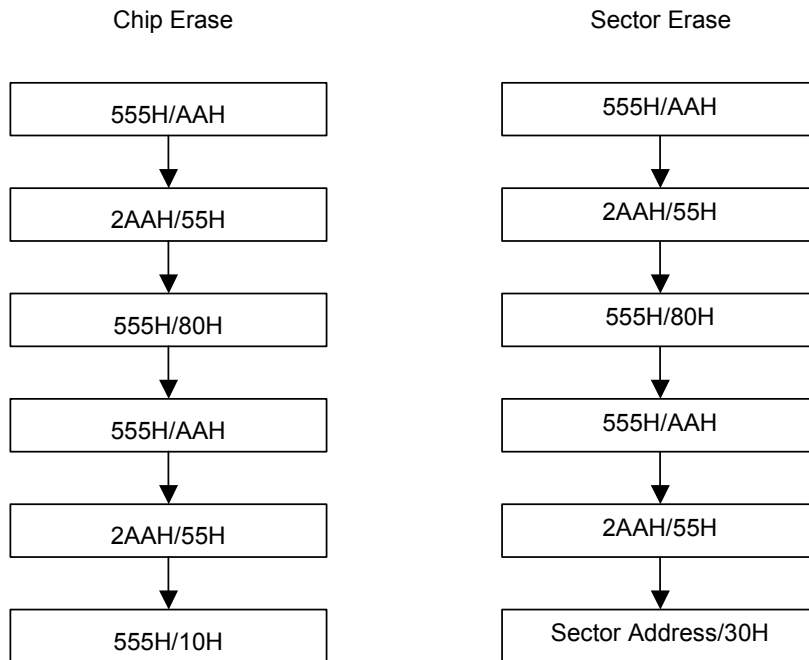 Chip Erase
555H/AAH
2AAH/55H
555H/80H
555H/AAH
2AAH/55H
555H/10H
Sector Erase
555H/AAH
2AAH/55H
555H/80H
555H/AAH
2AAH/55H
Sector Address/30H